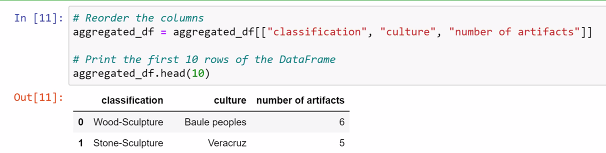 In [11]: # Reorder the columns
aggregated_df = aggregated_df[["classification", "culture", "number of artifacts"]]
# Print the first 10 rows of the DataFrame
aggregated_df.head(10)
Out[11]:
classification culture number of artifacts
0 Wood-Sculpture Baule peoples 6
1 Stone-Sculpture Veracruz 5